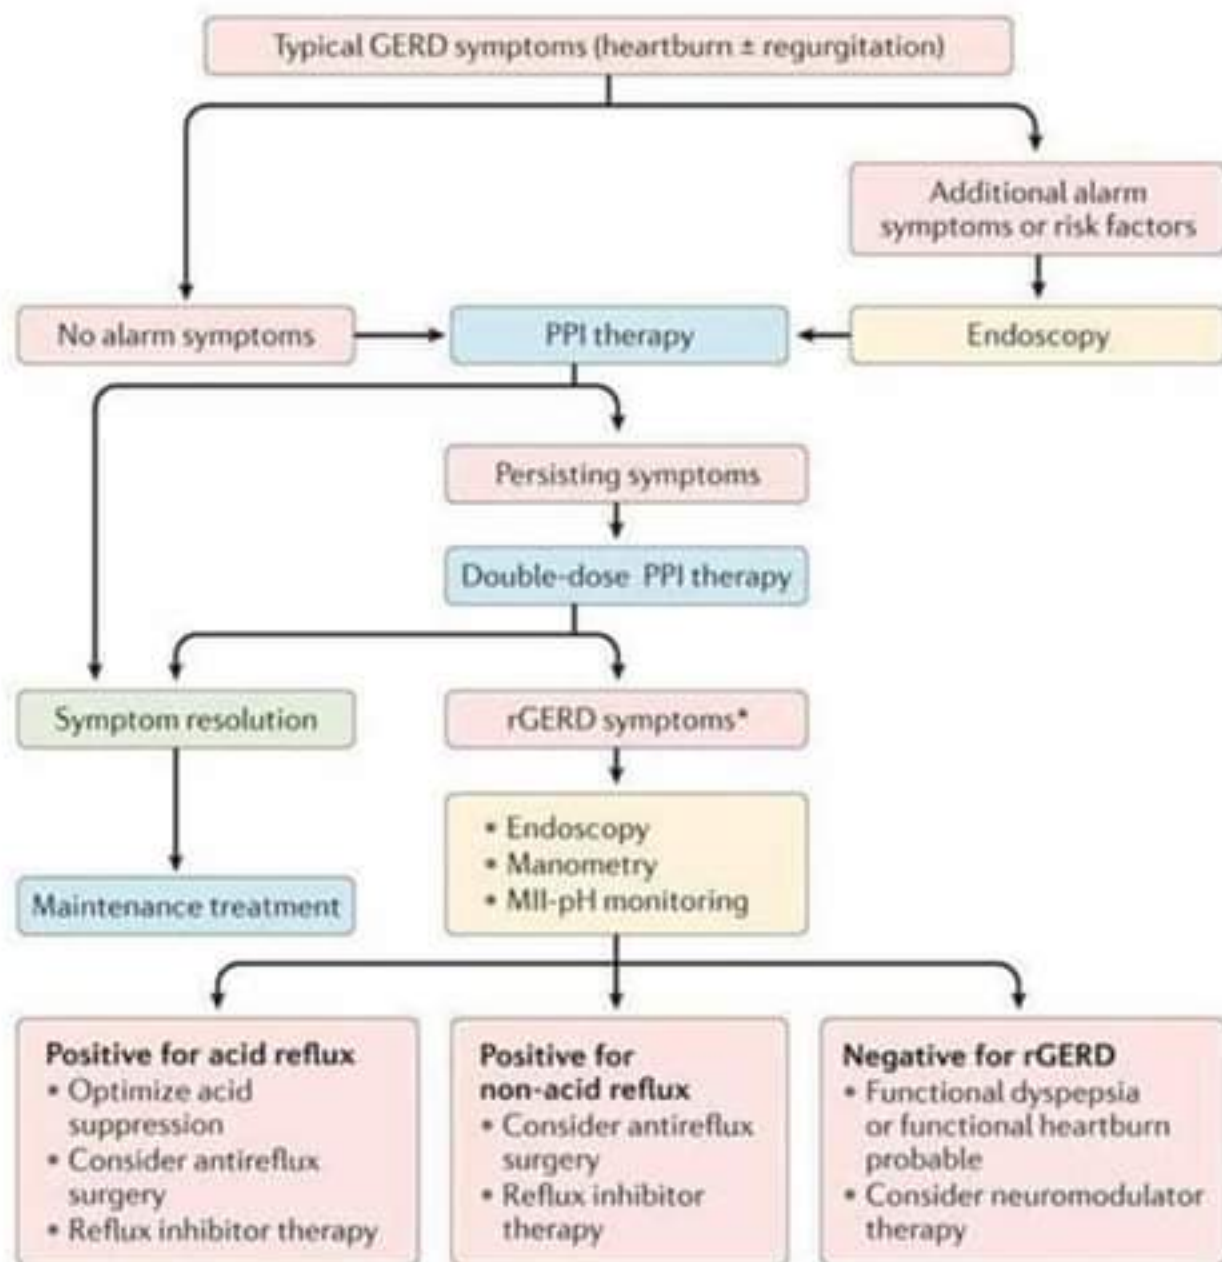 Typical GERD symptoms (heartburn ± regurgitation)
Additional alarm
symptoms or risk factors
No alarm symptoms
PPI therapy
Endoscopy
Persisting symptoms
Double-dose PPI therapy
Symptom resolution
rGERD symptoms*
• Endoscopy
• Manometry
• MII-pH monitoring
Maintenance treatment
Positive for acid reflux
• Optimize acid
suppression
• Consider antireflux
surgery
• Reflux inhibitor therapy
Positive for
non-acid reflux
• Consider antireflux
surgery
• Reflux inhibitor
therapy
Negative for rGERD
• Functional dyspepsia
or functional heartburn
probable
• Consider neuromodulator
therapy